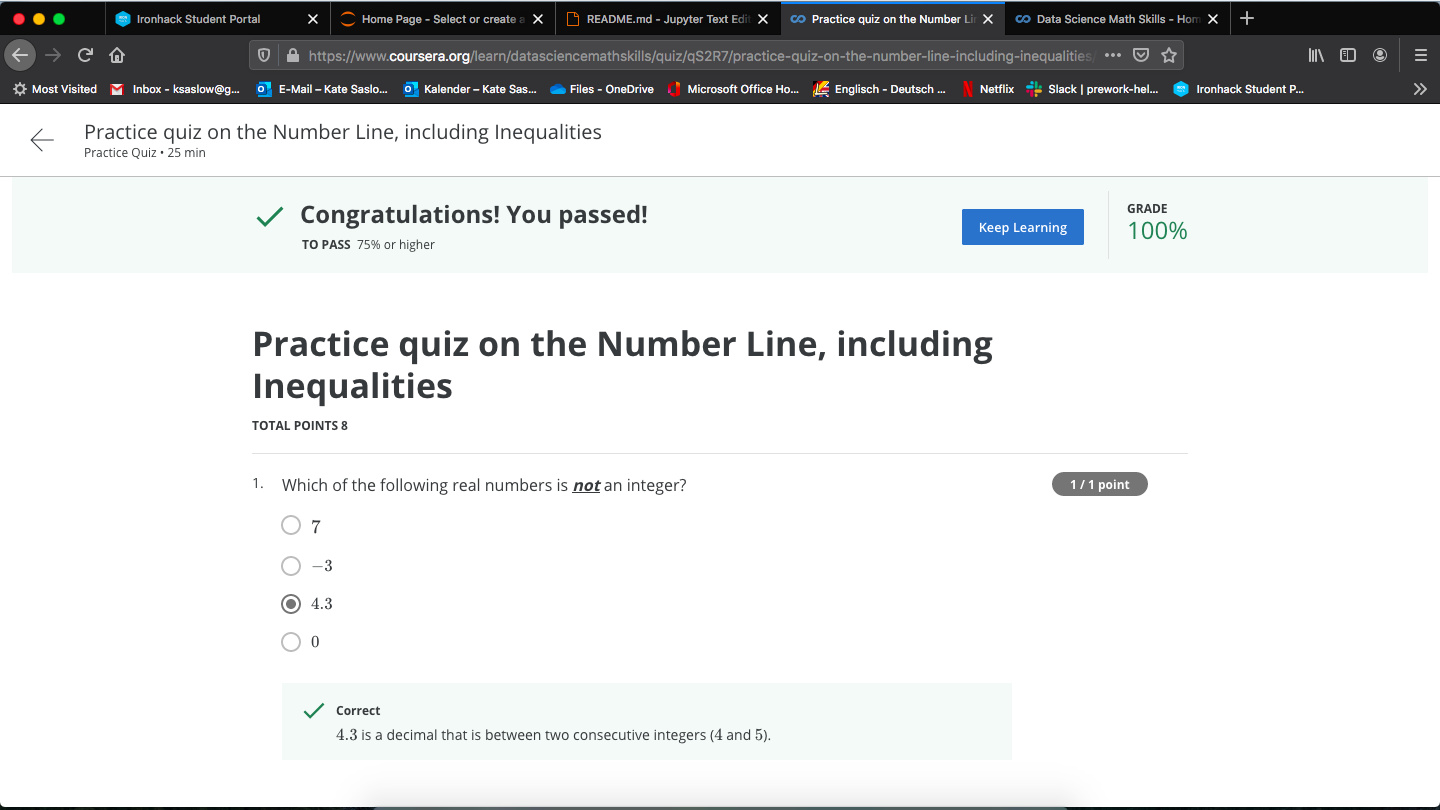 Ironhack Student Portal
Home Page - Select or create a
README.md - Jupyter Text Edit
Practice quiz on the Number Li
Data Science Math Skills - Hom
https://www.coursera.org/learn/datasciencemathskills/quiz/qS2R7/practice-quiz-on-the-number-line-including-inequalities/
Most Visited
Inbox - ksaslow@g...
E-Mail – Kate Saslo...
Kalender – Kate Sas...
Files - OneDrive
Microsoft Office Ho...
Englisch - Deutsch ...
Netflix
Slack | prework-hel...
Ironhack Student P...
Practice quiz on the Number Line, including Inequalities
Practice Quiz • 25 min
Congratulations! You passed!
TO PASS 75% or higher
Keep Learning
GRADE
100%
Practice quiz on the Number Line, including
Inequalities
TOTAL POINTS 8
1. Which of the following real numbers is not an integer?
1 / 1 point
7
−3
4.3
0
Correct
4.3 is a decimal that is between two consecutive integers (4 and 5).